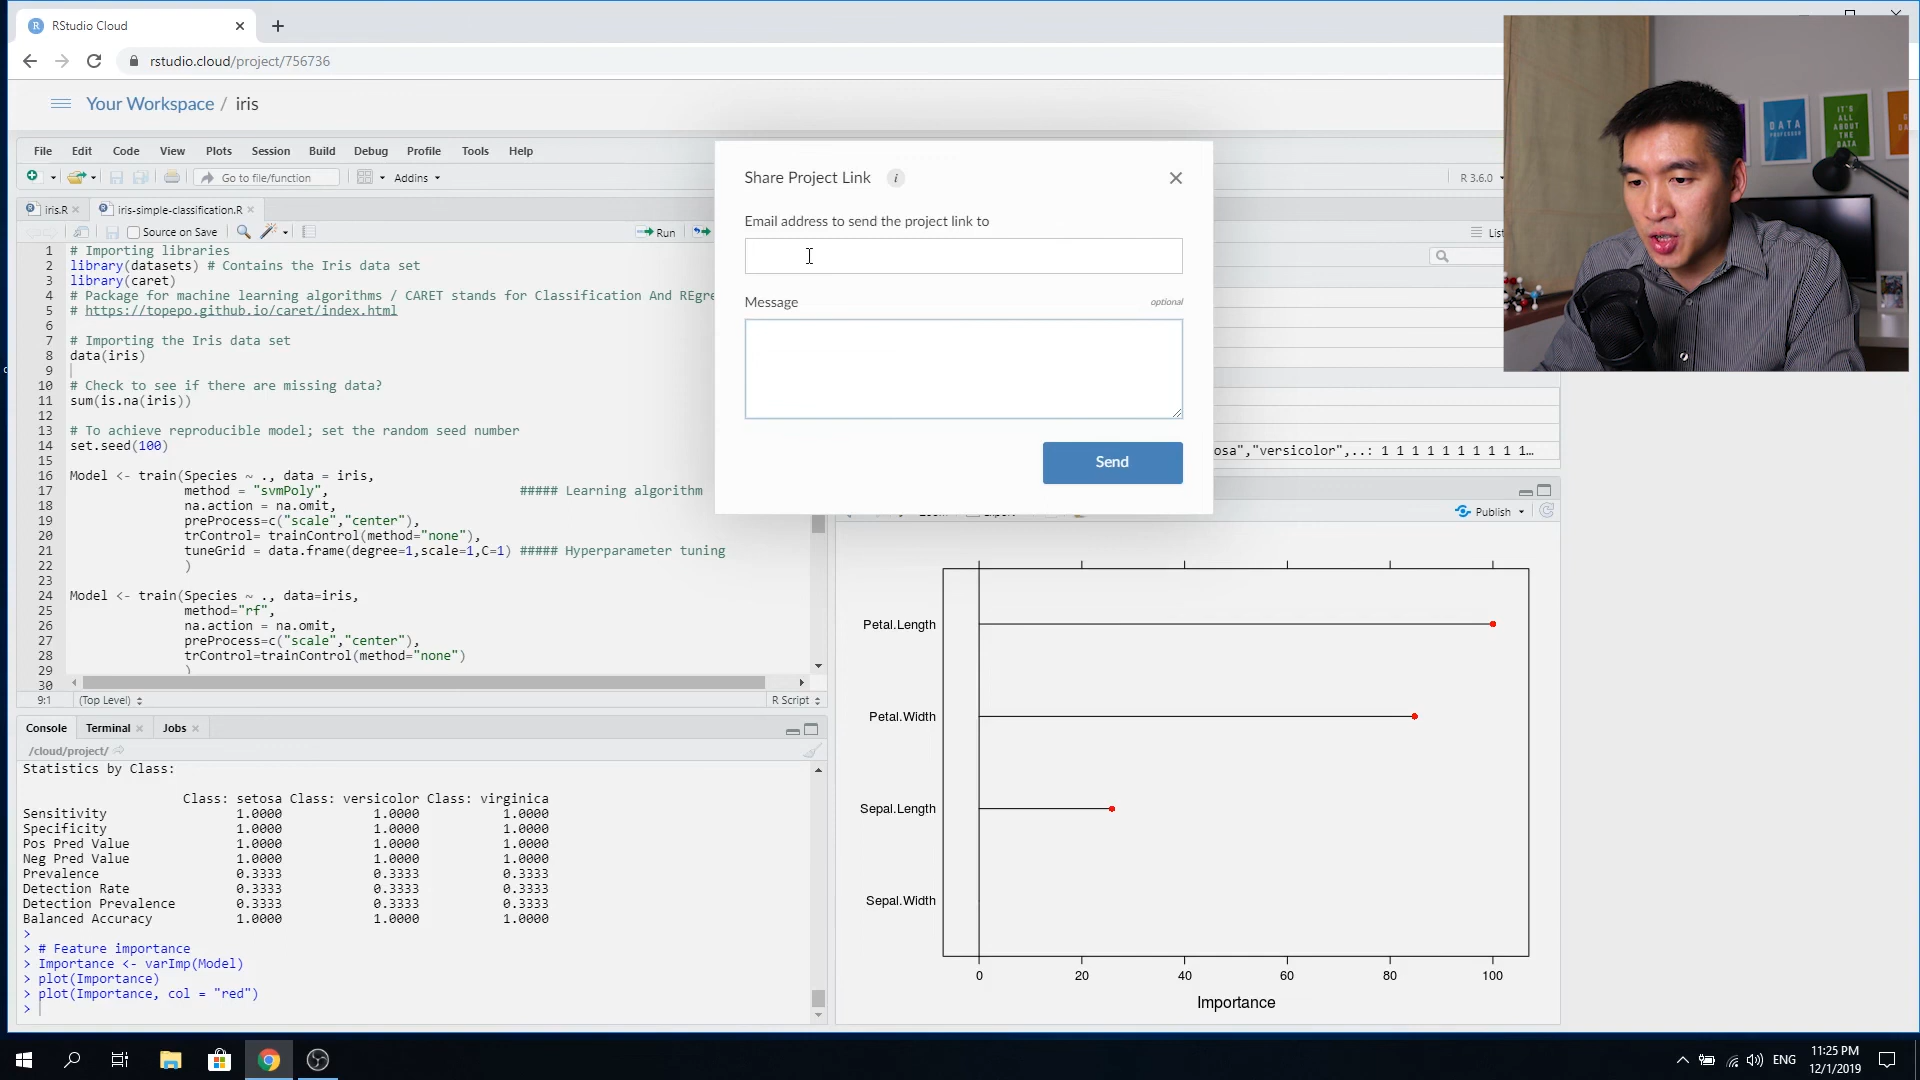 RStudio Cloud
rstudio.cloud/project/756736
Your Workspace / iris
File Edit Code View Plots Session Build Debug Profile Tools Help
Go to file/function
Addins
R 3.6.0
iris.R
iris-simple-classification.R
Source on Save
Run
1 # Importing libraries
2 library(datasets) # Contains the Iris data set
3 library(caret)
4 # Package for machine learning algorithms / CARET stands for Classification And REgre
5 # https://topepo.github.io/caret/index.html
6
7 # Importing the Iris data set
8 data(iris)
9
10 # Check to see if there are missing data?
11 sum(is.na(iris))
12
13 # To achieve reproducible model; set the random seed number
14 set.seed(100)
15
16 Model <- train(Species ~ ., data = iris,
17 method = "svmPoly", ##### Learning algorithm
18 na.action = na.omit,
19 preProcess=c("scale","center"),
20 trControl= trainControl(method="none"),
21 tuneGrid = data.frame(degree=1,scale=1,C=1) ##### Hyperparameter tuning
22 )
23
24 Model <- train(Species ~ ., data=iris,
25 method="rf",
26 na.action = na.omit,
27 preProcess=c("scale","center"),
28 trControl=trainControl(method="none")
29 )
30
9:1 (Top Level) R Script
Console Terminal Jobs
/cloud/project/
Statistics by Class:
Class: setosa Class: versicolor Class: virginica
Sensitivity 1.0000 1.0000 1.0000
Specificity 1.0000 1.0000 1.0000
Pos Pred Value 1.0000 1.0000 1.0000
Neg Pred Value 1.0000 1.0000 1.0000
Prevalence 0.3333 0.3333 0.3333
Detection Rate 0.3333 0.3333 0.3333
Detection Prevalence 0.3333 0.3333 0.3333
Balanced Accuracy 1.0000 1.0000 1.0000
>
> # Feature importance
> Importance <- varImp(Model)
> plot(Importance)
> plot(Importance, col = "red")
>
Share Project Link
Email address to send the project link to
Message optional
Send
osa","versicolor",..: 1 1 1 1 1 1 1 1 1 1...
Publish
Petal.Length
Petal.Width
Sepal.Length
Sepal.Width
0 20 40 60 80 100
Importance
DATA
PROFESSOR
IT'S
ALL
ABOUT
THE
DATA
ENG
11:25 PM
12/1/2019